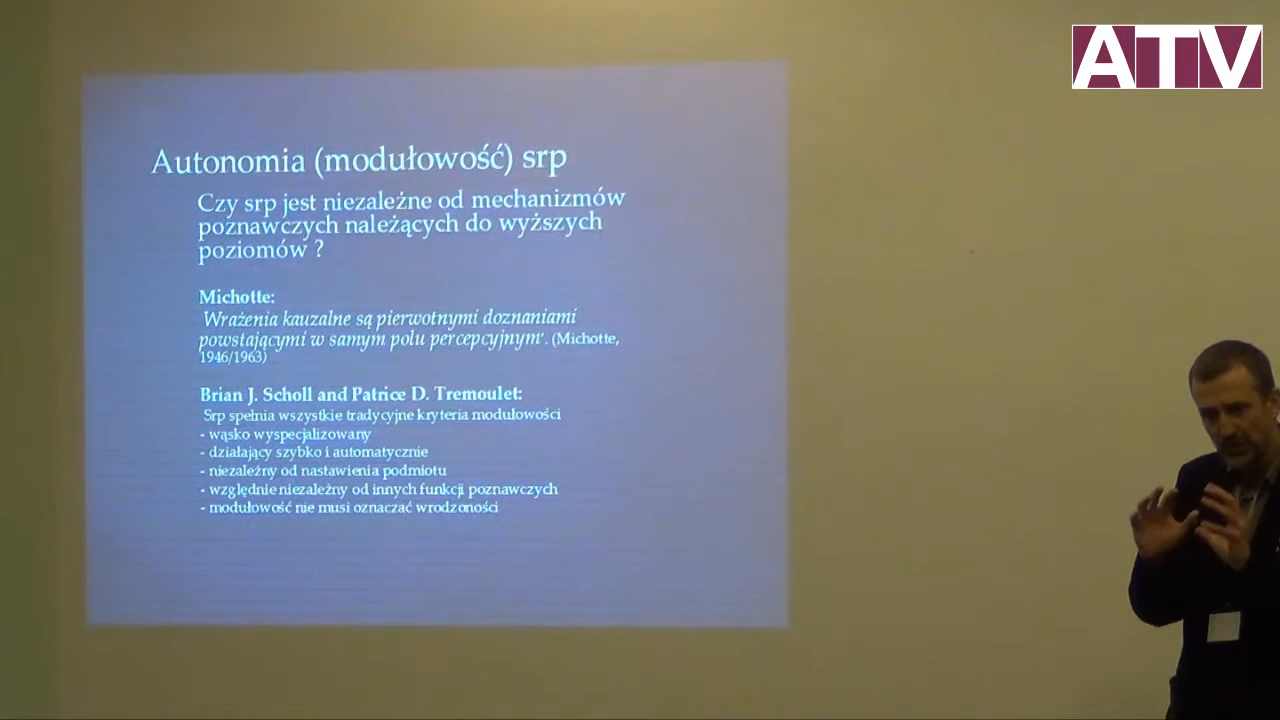 ATV
Autonomia (modułowość) srp
Czy srp jest niezależne od mechanizmów
poznawczych należących do wyższych
poziomów ?
Michotte:
Wrażenia kauzalne są pierwotnymi doznaniami
powstającymi w samym polu percepcyjnym'. (Michotte,
1946/1963)
Brian J. Scholl and Patrice D. Tremoulet:
Srp spełnia wszystkie tradycyjne kryteria modułowości
- wąsko wyspecjalizowany
- działający szybko i automatycznie
- niezależny od nastawienia podmiotu
- względnie niezależny od innych funkcji poznawczych
- modułowość nie musi oznaczać wrodzoności